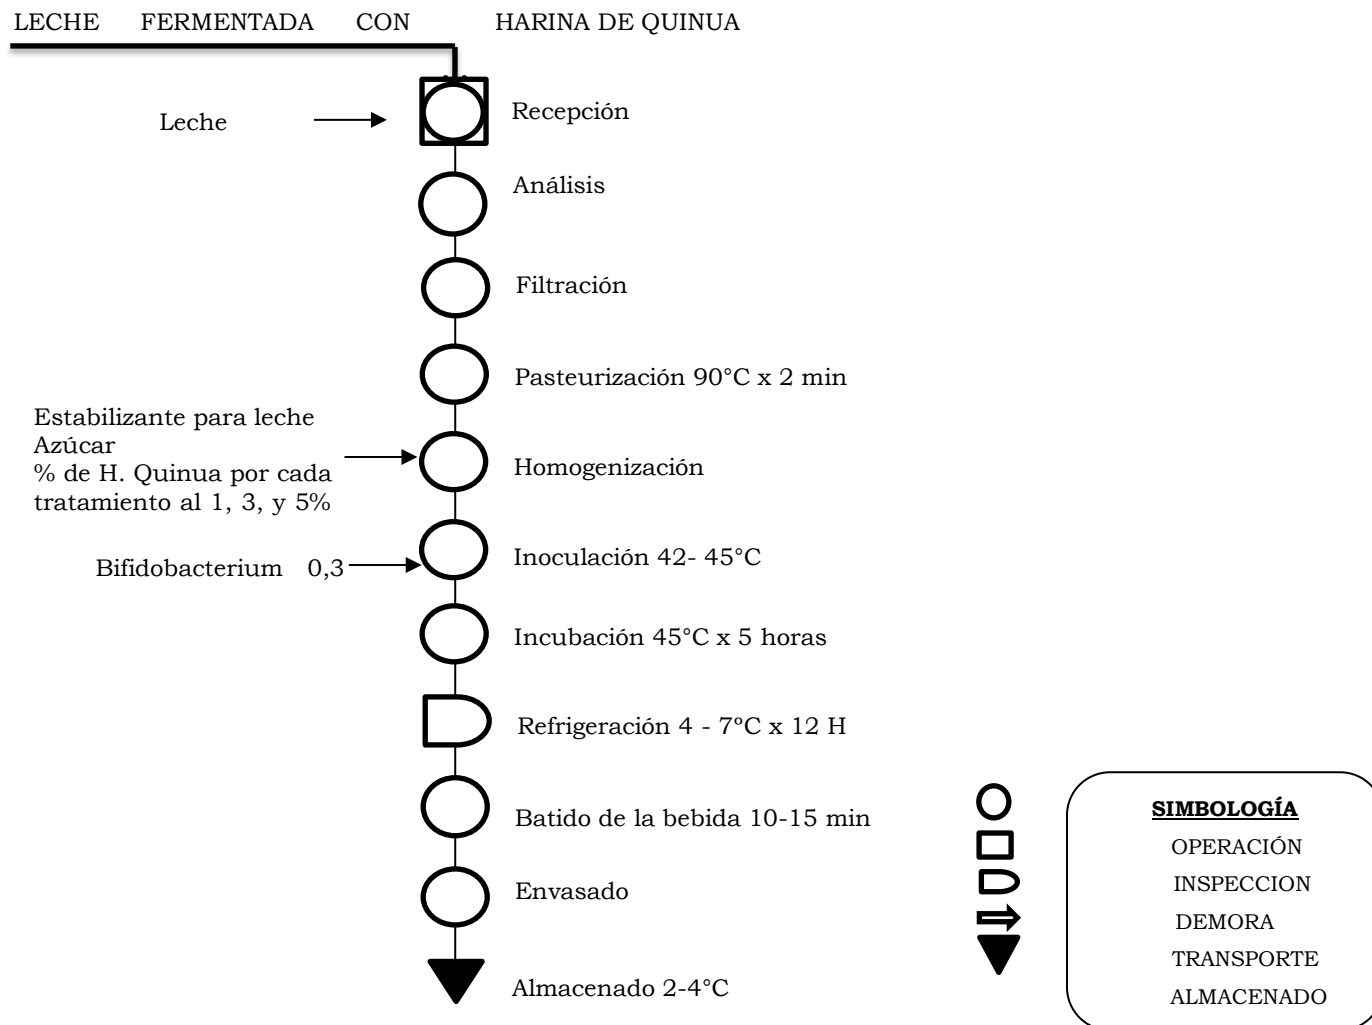 LECHE FERMENTADA CON HARINA DE QUINUA
Leche
Recepción
Análisis
Filtración
Pasteurización 90°C x 2 min
Estabilizante para leche
Azúcar
% de H. Quinua por cada
tratamiento al 1, 3, y 5%
Homogenización
Inoculación 42- 45°C
Bifidobacterium 0,3
Incubación 45°C x 5 horas
Refrigeración 4 - 7ºC x 12 H
Batido de la bebida 10-15 min
Envasado
Almacenado 2-4°C
SIMBOLOGÍA
OPERACIÓN
INSPECCION
DEMORA
TRANSPORTE
ALMACENADO